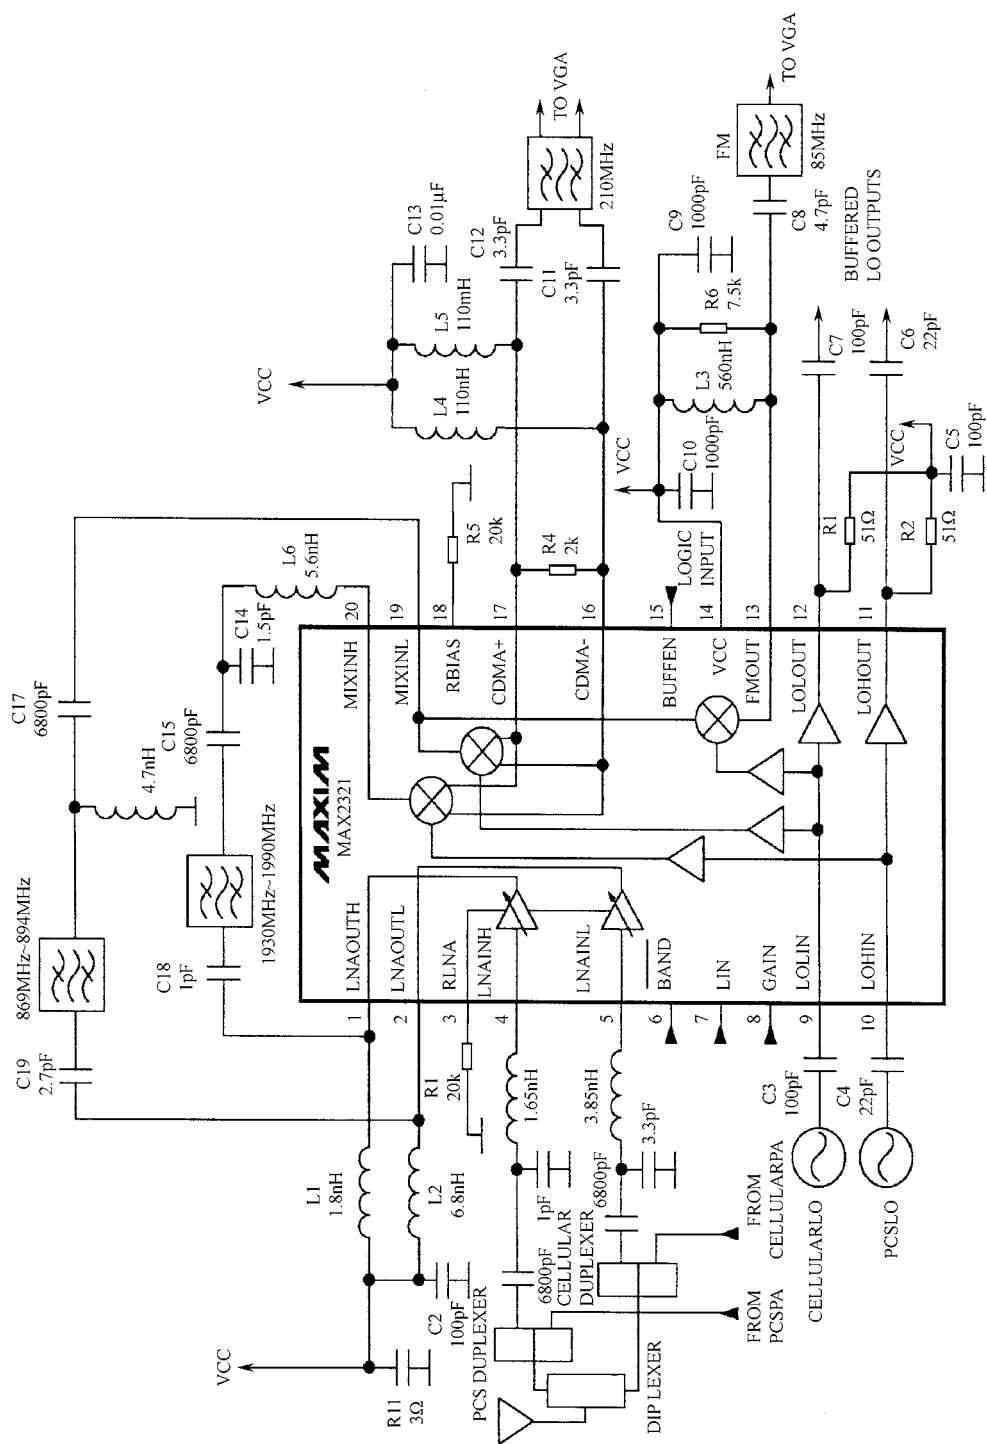 C17
6800pF
4.7nH
869MHz~894MHz
C19
2.7pF
C15
6800pF
1930MHz~1990MHz
C18
1pF
C14
1.5pF
L6
5.6nH
VCC
C13
0.01μF
L5
110mH
L4
110nH
C12
3.3pF
C11
3.3pF
210MHz
TO VGA
R5
20k
R4
2k
LOGIC
INPUT
VCC
C10
1000pF
L3
560nH
R6
7.5k
C9
1000pF
FM
85MHz
TO VGA
C8
4.7pF
BUFFERED
LO OUTPUTS
C7
100pF
C6
22pF
VCC
R1
51Ω
R2
51Ω
C5
100pF
MAXIM
MAX2321
LNAOUTH
LNAOUTL
RLNA
LNAINH
LNAINL
BAND
LIN
GAIN
LOLIN
LOHIN
1
2
3
4
5
6
7
8
9
10
MIXINH
MIXINL
RBIAS
CDMA+
CDMA-
BUFFEN
VCC
FMOUT
LOLOUT
LOHOUT
20
19
18
17
16
15
14
13
12
11
VCC
R11
3Ω
L1
1.8nH
L2
6.8nH
C2
100pF
R1
20k
1.65nH
3.85nH
1pF
3.3pF
6800pF
6800pF
PCS DUPLEXER
CELLULAR
DUPLEXER
DIP LEXER
FROM
PCSPA
FROM
CELLULARPA
C3
100pF
C4
22pF
CELLULARLO
PCSLO